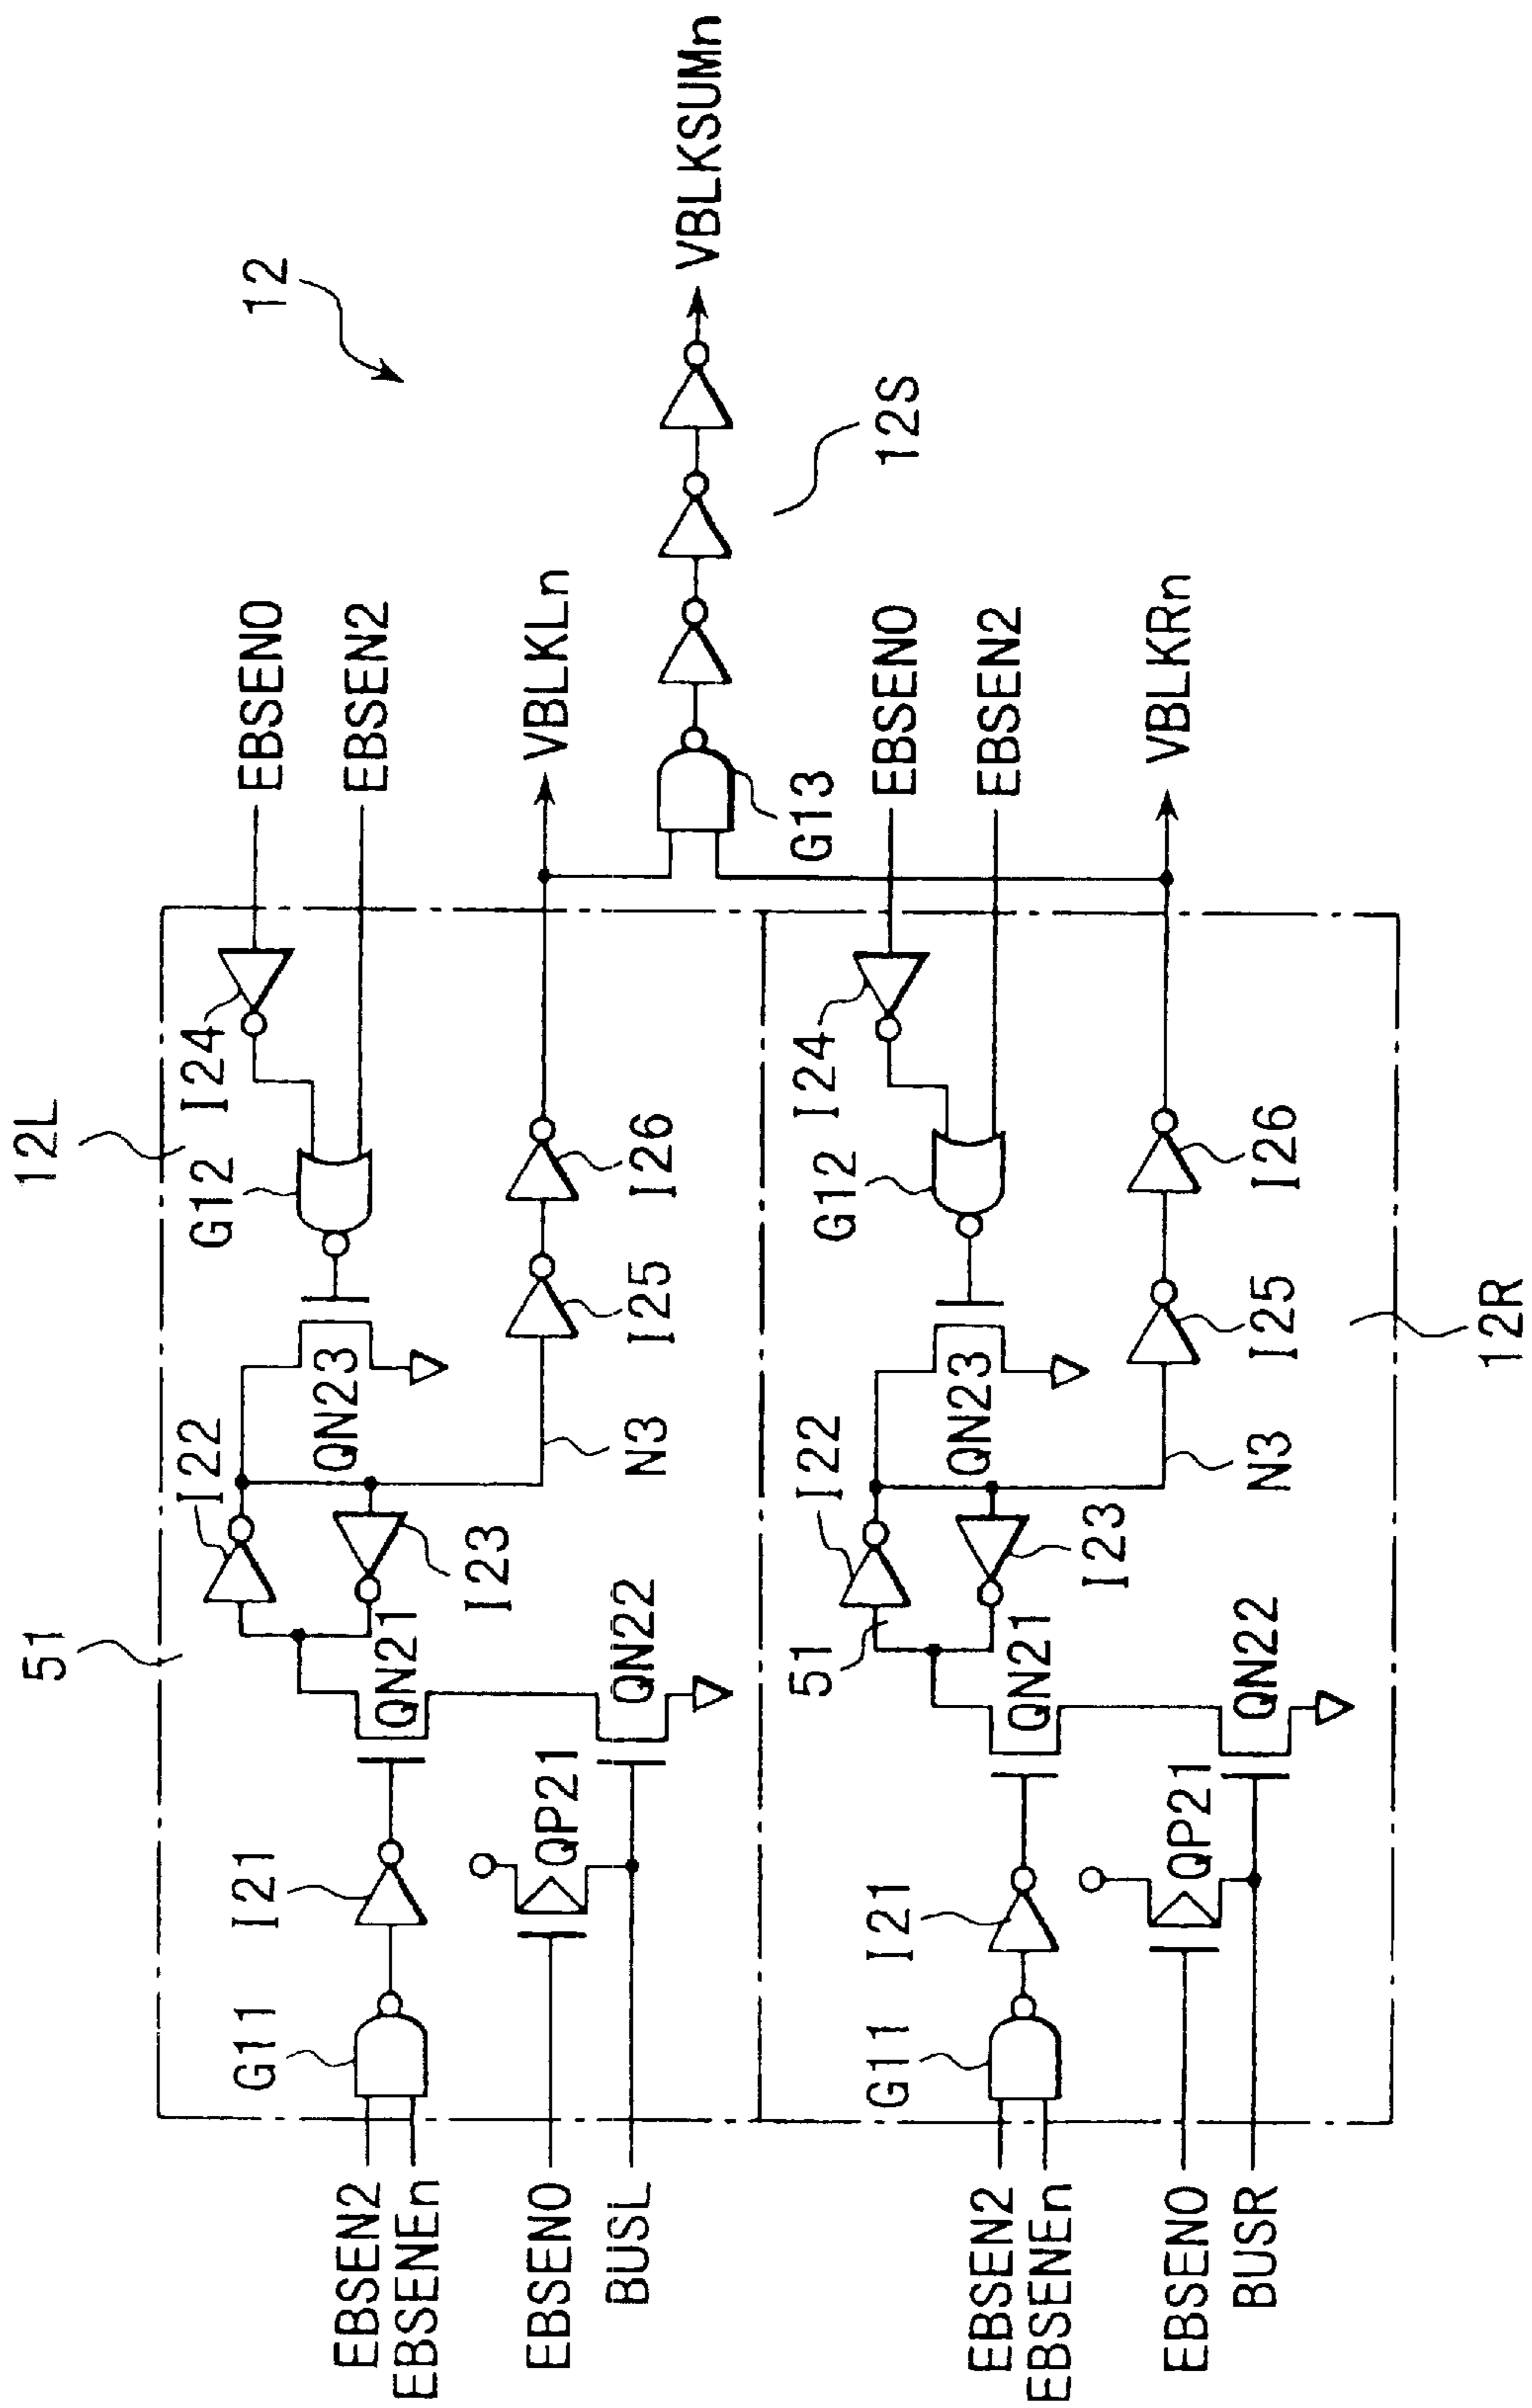 12
12L
51
EBSEN0
EBSEN2
I24
G12
I22
QN23
I23
QN21
I21
G11
EBSEN2
EBSENEn
EBSEN0
BUSL
QP21
QN22
N3
I25
I26
VBLKLn
VBLKSUMn
12S
G13
EBSEN0
EBSEN2
I24
G12
I22
QN23
51
I23
QN21
I21
G11
EBSEN2
EBSENEn
EBSEN0
BUSR
QP21
QN22
N3
I25
I26
VBLKRn
12R